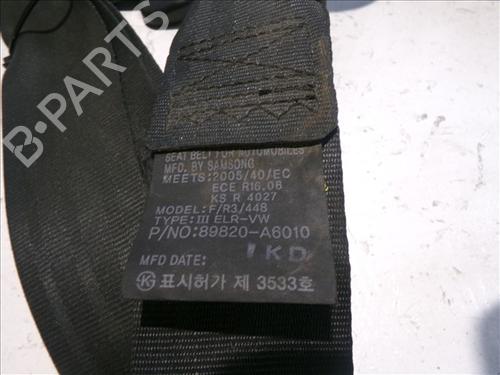 B-PARTS
SEAT BELT FOR AUTOMOBILES
MFD. BY SAMSONG
MEETS:2005/40/EC
ECE R16.06
KS R 4027
MODEL:F/R3/448
TYPE:III ELR-VW
P/NO:89820-A6010
1KD
MFD DATE:
표시허가 제 3533호